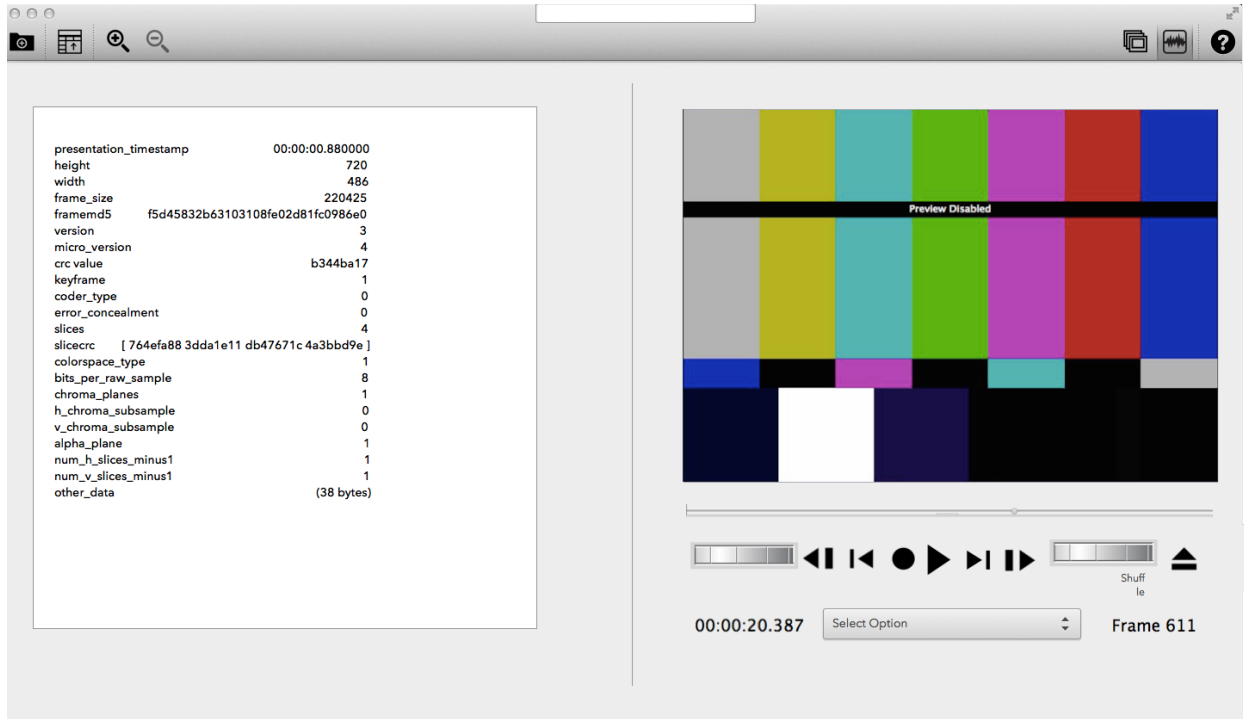 presentation_timestamp 00:00:00.880000
height 720
width 486
frame_size 220425
framemd5 f5d45832b63103108fe02d81fc0986e0
version 3
micro_version 4
crc value b344ba17
keyframe 1
coder_type 0
error_concealment 0
slices 4
slicecrc [ 764efa88 3dda1e11 db47671c 4a3bbd9e ]
colorspace_type 1
bits_per_raw_sample 8
chroma_planes 1
h_chroma_subsample 0
v_chroma_subsample 0
alpha_plane 1
num_h_slices_minus1 1
num_v_slices_minus1 1
other_data (38 bytes)
Preview Disabled
Shuff
le
00:00:20.387 Select Option Frame 611